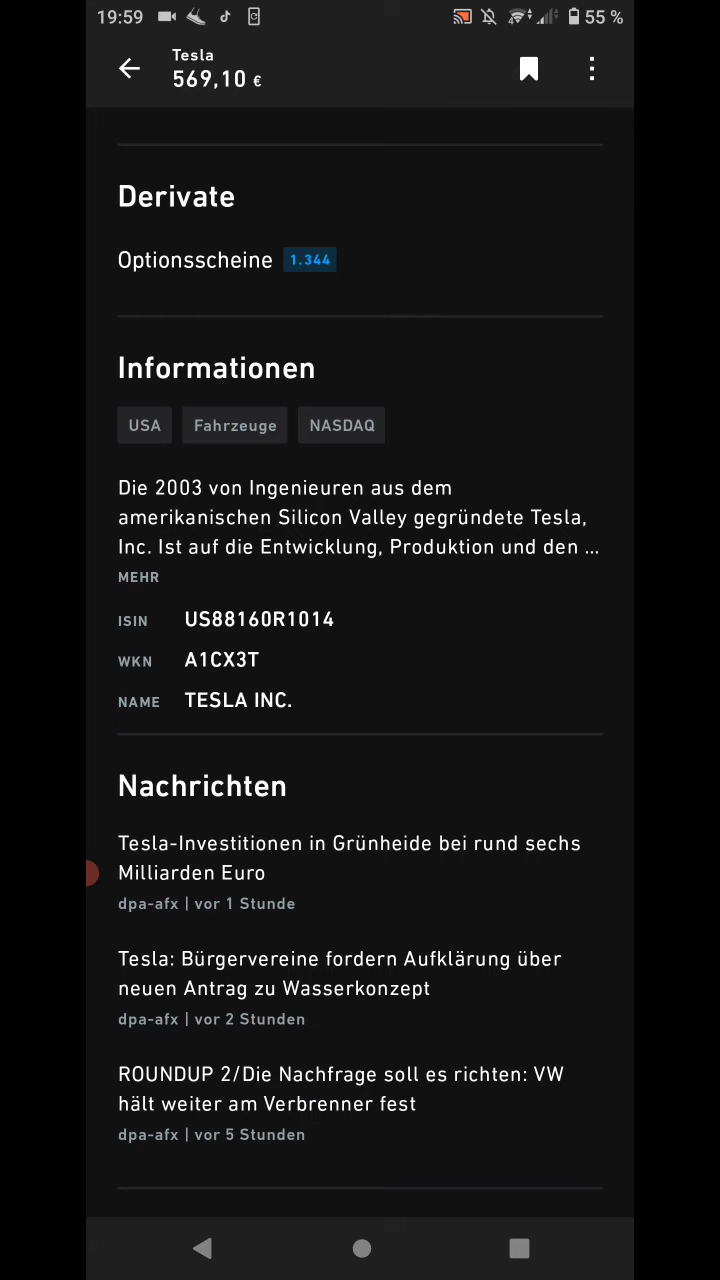 19:59
55 %
Tesla
569,10 €
Derivate
Optionsscheine 1.344
Informationen
USA Fahrzeuge NASDAQ
Die 2003 von Ingenieuren aus dem
amerikanischen Silicon Valley gegründete Tesla,
Inc. Ist auf die Entwicklung, Produktion und den ...
MEHR
ISIN US88160R1014
WKN A1CX3T
NAME TESLA INC.
Nachrichten
Tesla-Investitionen in Grünheide bei rund sechs
Milliarden Euro
dpa-afx | vor 1 Stunde
Tesla: Bürgervereine fordern Aufklärung über
neuen Antrag zu Wasserkonzept
dpa-afx | vor 2 Stunden
ROUNDUP 2/Die Nachfrage soll es richten: VW
hält weiter am Verbrenner fest
dpa-afx | vor 5 Stunden